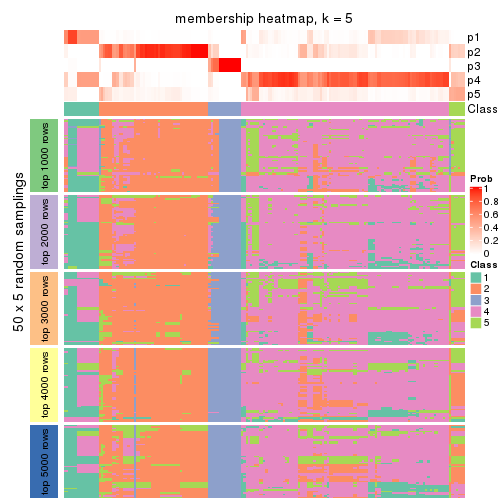 membership heatmap, k = 5
p1
p2
p3
p4
p5
Class
50 x 5 random samplings
top 1000 rows
top 2000 rows
top 3000 rows
top 4000 rows
top 5000 rows
Prob
1
0.8
0.6
0.4
0.2
0
Class
1
2
3
4
5